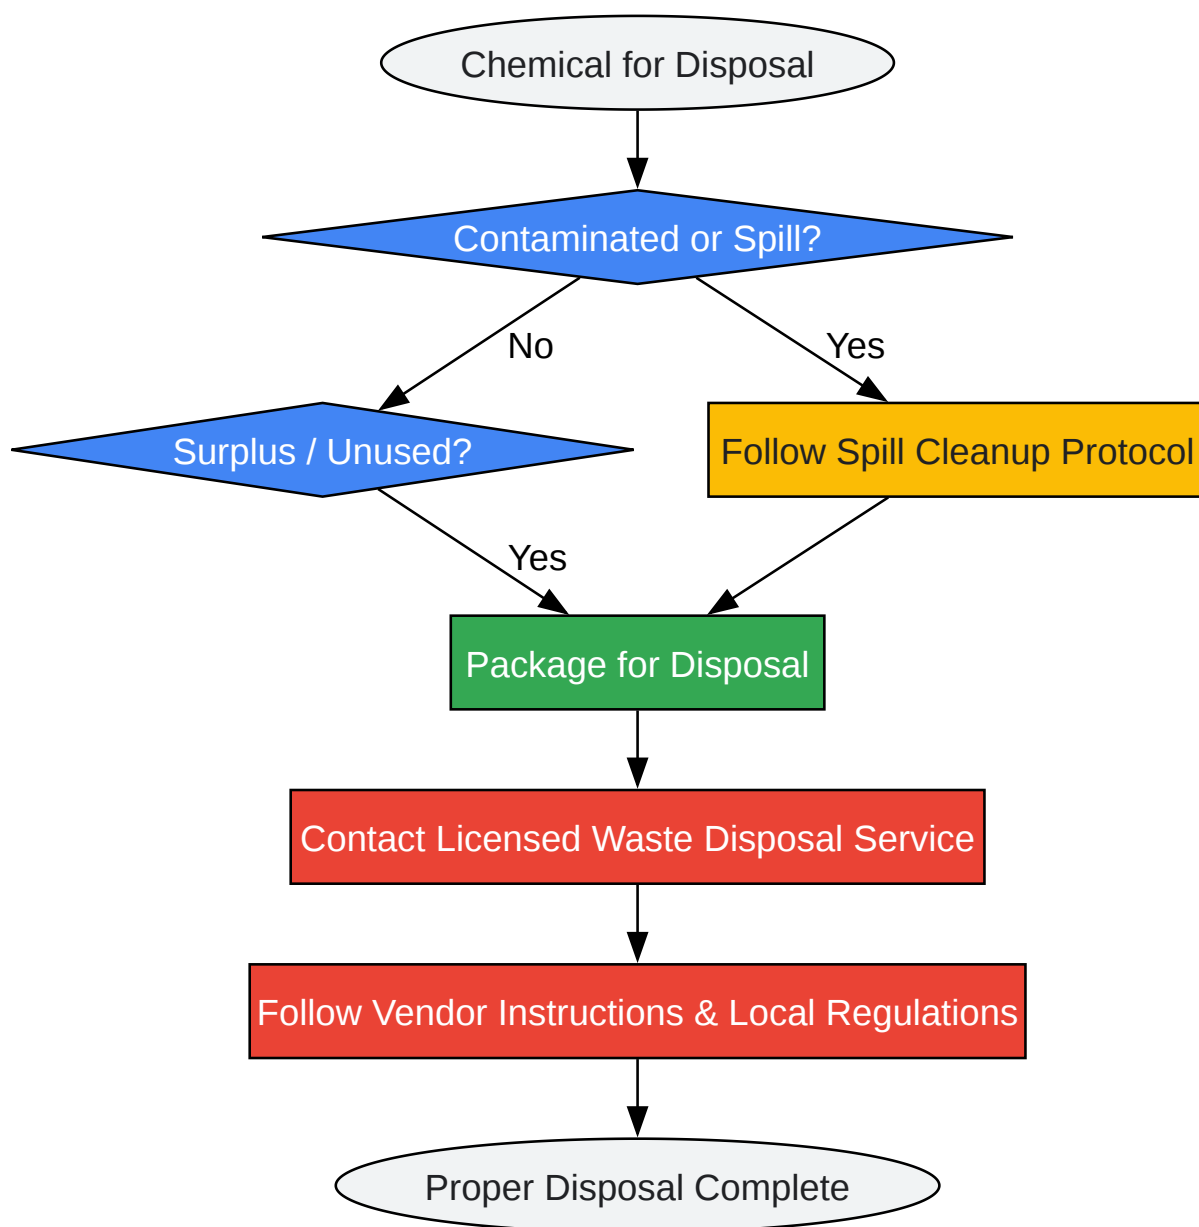 Chemical for Disposal
Contaminated or Spill?
No
Yes
Surplus / Unused?
Follow Spill Cleanup Protocol
Yes
Package for Disposal
Contact Licensed Waste Disposal Service
Follow Vendor Instructions & Local Regulations
Proper Disposal Complete